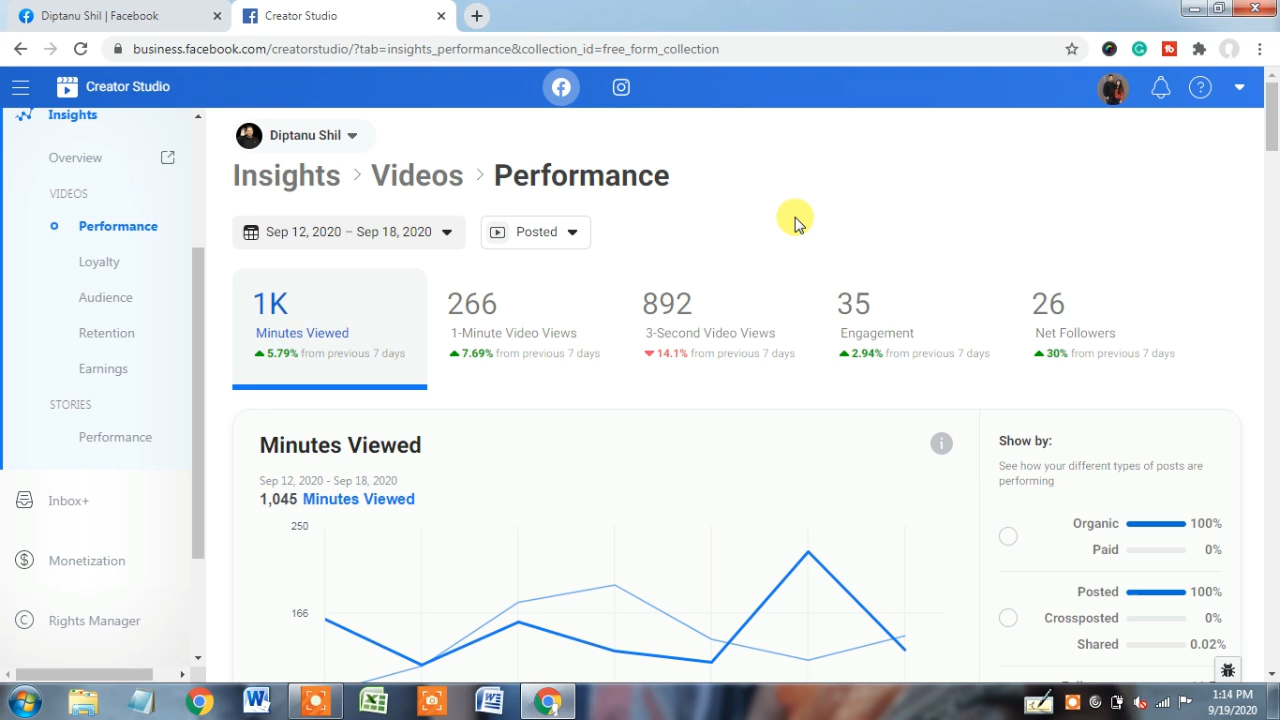 Diptanu Shil | Facebook
Creator Studio
business.facebook.com/creatorstudio/?tab=insights_performance&collection_id=free_form_collection
Creator Studio
Insights
Overview
VIDEOS
Performance
Loyalty
Audience
Retention
Earnings
STORIES
Performance
Inbox+
Monetization
Rights Manager
Diptanu Shil
Insights > Videos > Performance
Sep 12, 2020 – Sep 18, 2020
Posted
1K
Minutes Viewed
5.79% from previous 7 days
266
1-Minute Video Views
7.69% from previous 7 days
892
3-Second Video Views
14.1% from previous 7 days
35
Engagement
2.94% from previous 7 days
26
Net Followers
30% from previous 7 days
Minutes Viewed
Sep 12, 2020 - Sep 18, 2020
1,045 Minutes Viewed
250
166
Show by:
See how your different types of posts are
performing
Organic 100%
Paid 0%
Posted 100%
Crossposted 0%
Shared 0.02%
1:14 PM
9/19/2020